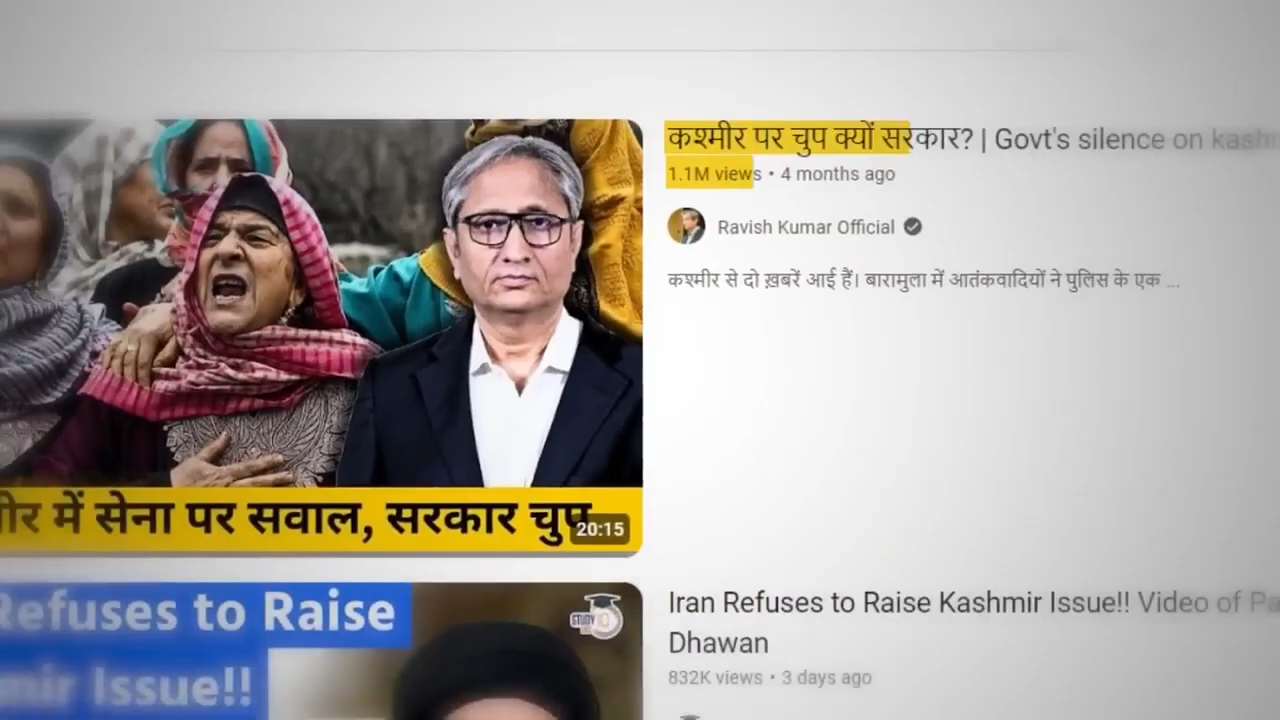 कश्मीर पर चुप क्यों सरकार? | Govt's silence on
1.1M views • 4 months ago
Ravish Kumar Official
कश्मीर से दो ख़बरें आई हैं। बारामुला में आतंकवादियों ने पुलिस के एक ...
में सेना पर सवाल, सरकार चुप
20:15
Refuses to Raise
Issue!!
STUDY
Iran Refuses to Raise Kashmir Issue!! Video of
Dhawan
832K views • 3 days ago